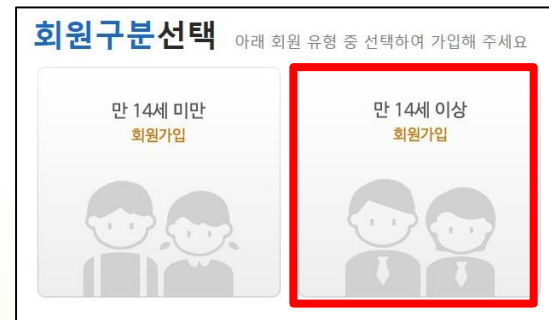 회원구분선택 아래 회원 유형 중 선택하여 가입해 주세요
만 14세 미만
회원가입
만 14세 이상
회원가입